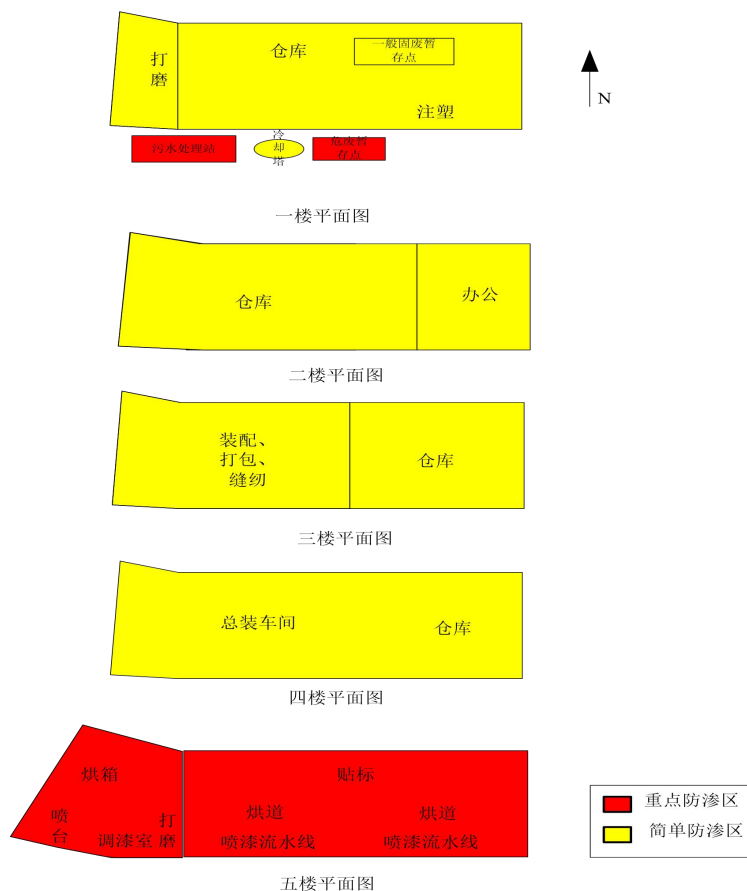 打
磨
仓库
一般固废暂
存点
注塑
N
污水处理站
冷
却
塔
危废暂
存点
一楼平面图
仓库
办公
二楼平面图
装配、
打包、
缝纫
仓库
三楼平面图
总装车间
仓库
四楼平面图
烘箱
喷
台
调漆室
打
磨
贴标
烘道
烘道
喷漆流水线
喷漆流水线
五楼平面图
重点防渗区
简单防渗区